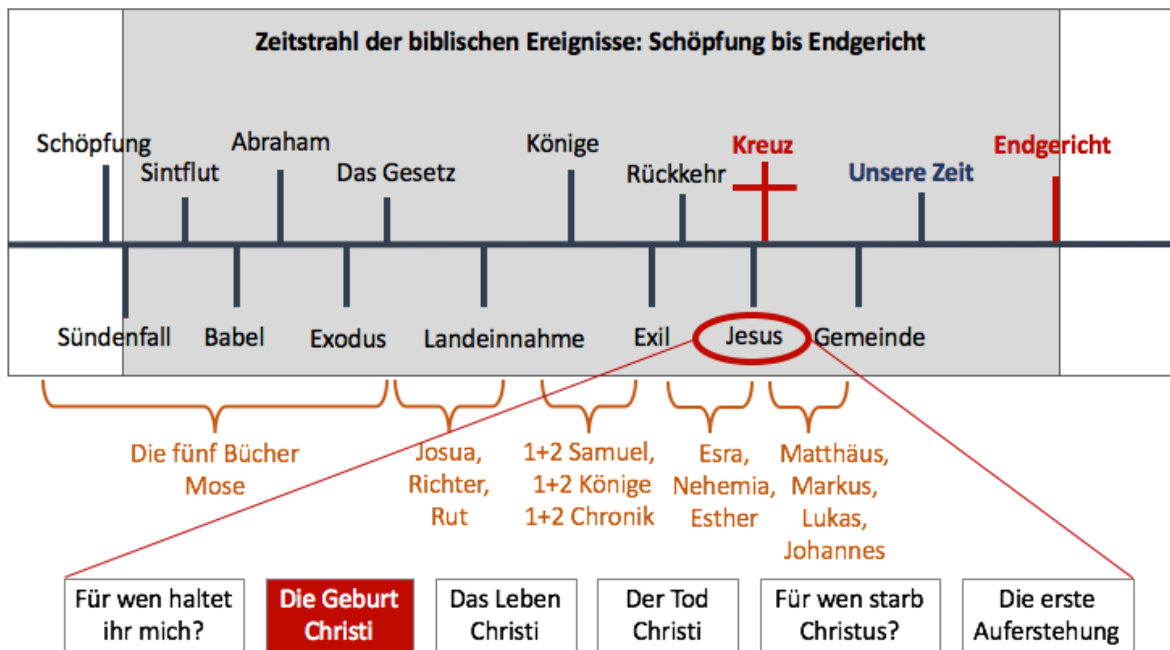 Zeitstrahl der biblischen Ereignisse: Schöpfung bis Endgericht
Schöpfung
Sintflut
Abraham
Das Gesetz
Könige
Rückkehr
Kreuz
Unsere Zeit
Endgericht
Sündenfall
Babel
Exodus
Landeinnahme
Exil
Jesus
Gemeinde
Die fünf Bücher
Mose
Josua,
Richter,
Rut
1+2 Samuel,
1+2 Könige
1+2 Chronik
Esra,
Nehemia,
Esther
Matthäus,
Markus,
Lukas,
Johannes
Für wen haltet
ihr mich?
Die Geburt
Christi
Das Leben
Christi
Der Tod
Christi
Für wen starb
Christus?
Die erste
Auferstehung